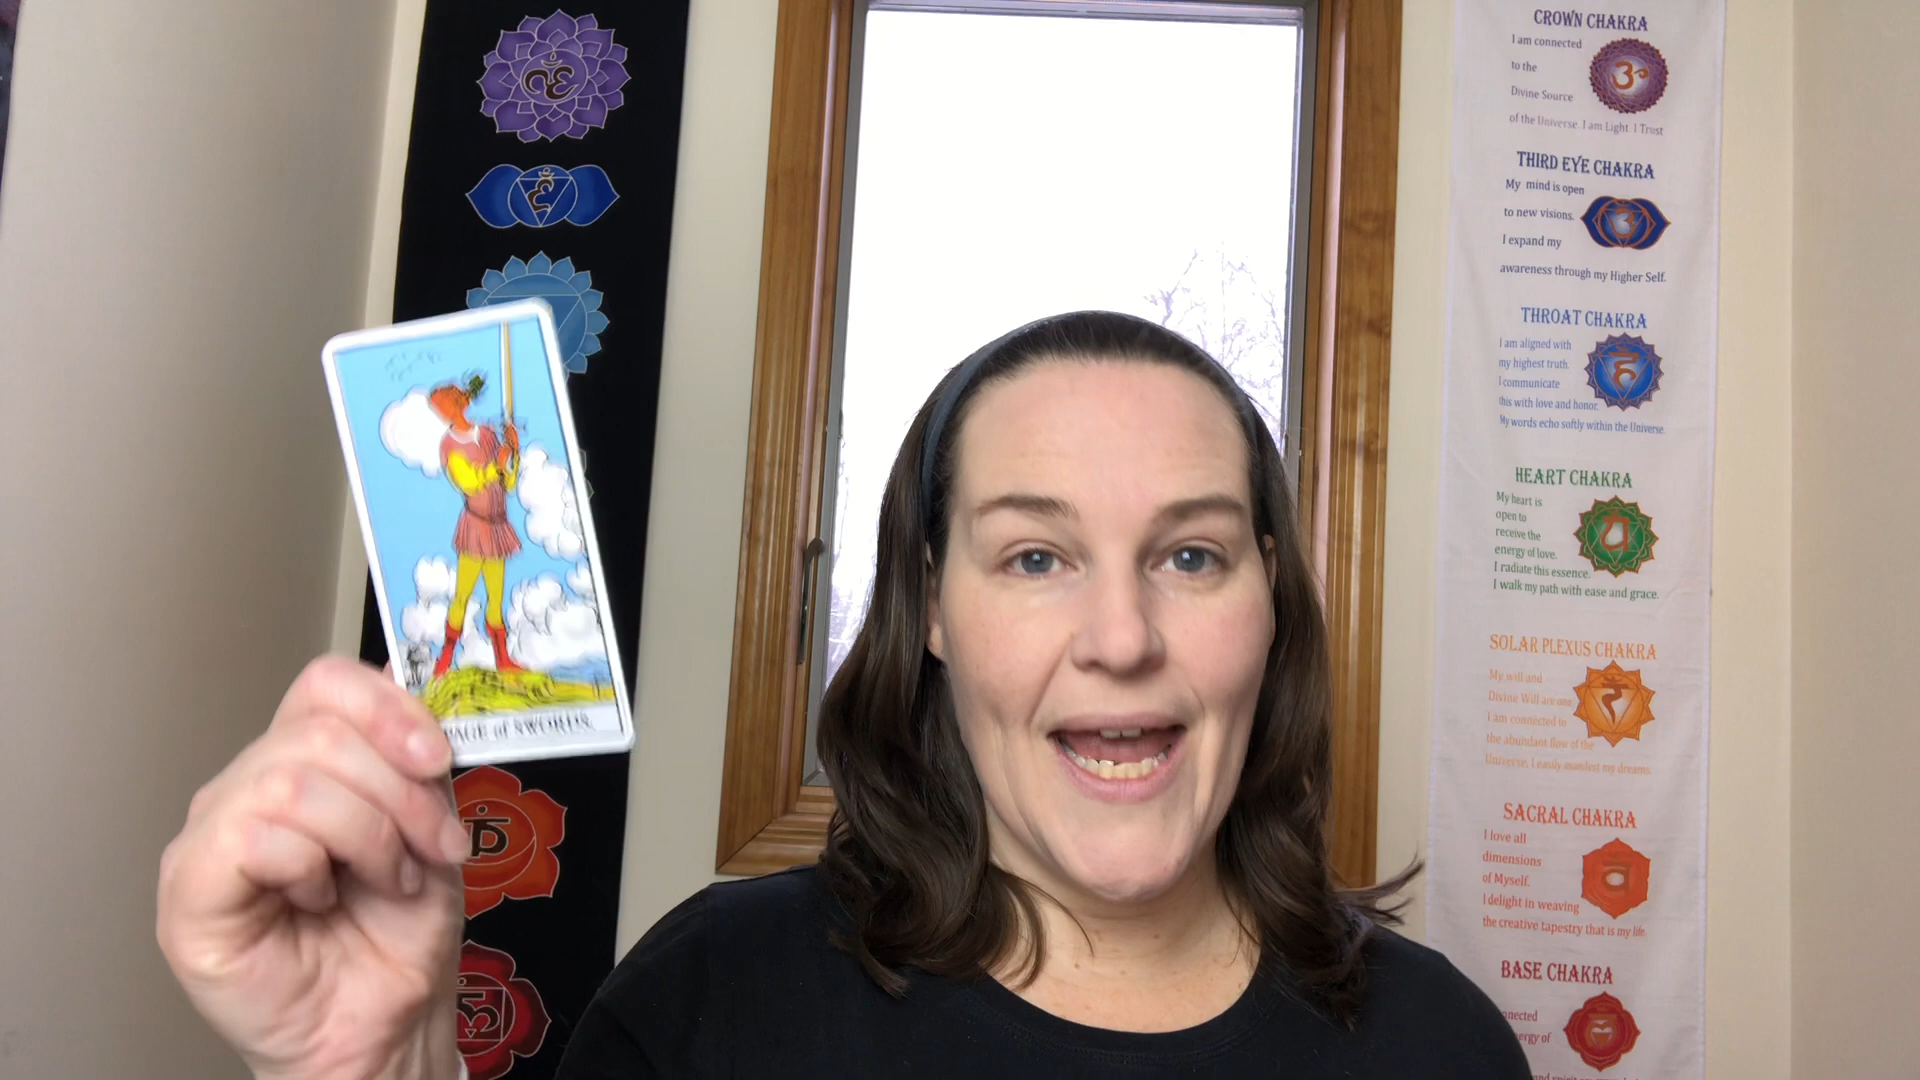 PAGE of SWORDS.
CROWN CHAKRA
I am connected
to the
Divine Source
of the Universe. I am Light. I Trust
THIRD EYE CHAKRA
My mind is open
to new visions.
I expand my
awareness through my Higher Self.
THROAT CHAKRA
I am aligned with
my highest truth.
I communicate
this with love and honor.
My words echo softly within the Universe
HEART CHAKRA
My heart is
open to
receive the
energy of love.
I radiate this essence.
I walk my path with ease and grace.
SOLAR PLEXUS CHAKRA
My will and
Divine Will are one
I am connected to
the abundant flow of the
Universe, I easily manifest my dreams.
SACRAL CHAKRA
I love all
dimensions
of Myself.
I delight in weaving
the creative tapestry that is my life.
BASE CHAKRA
nected
ergy of
and spirit